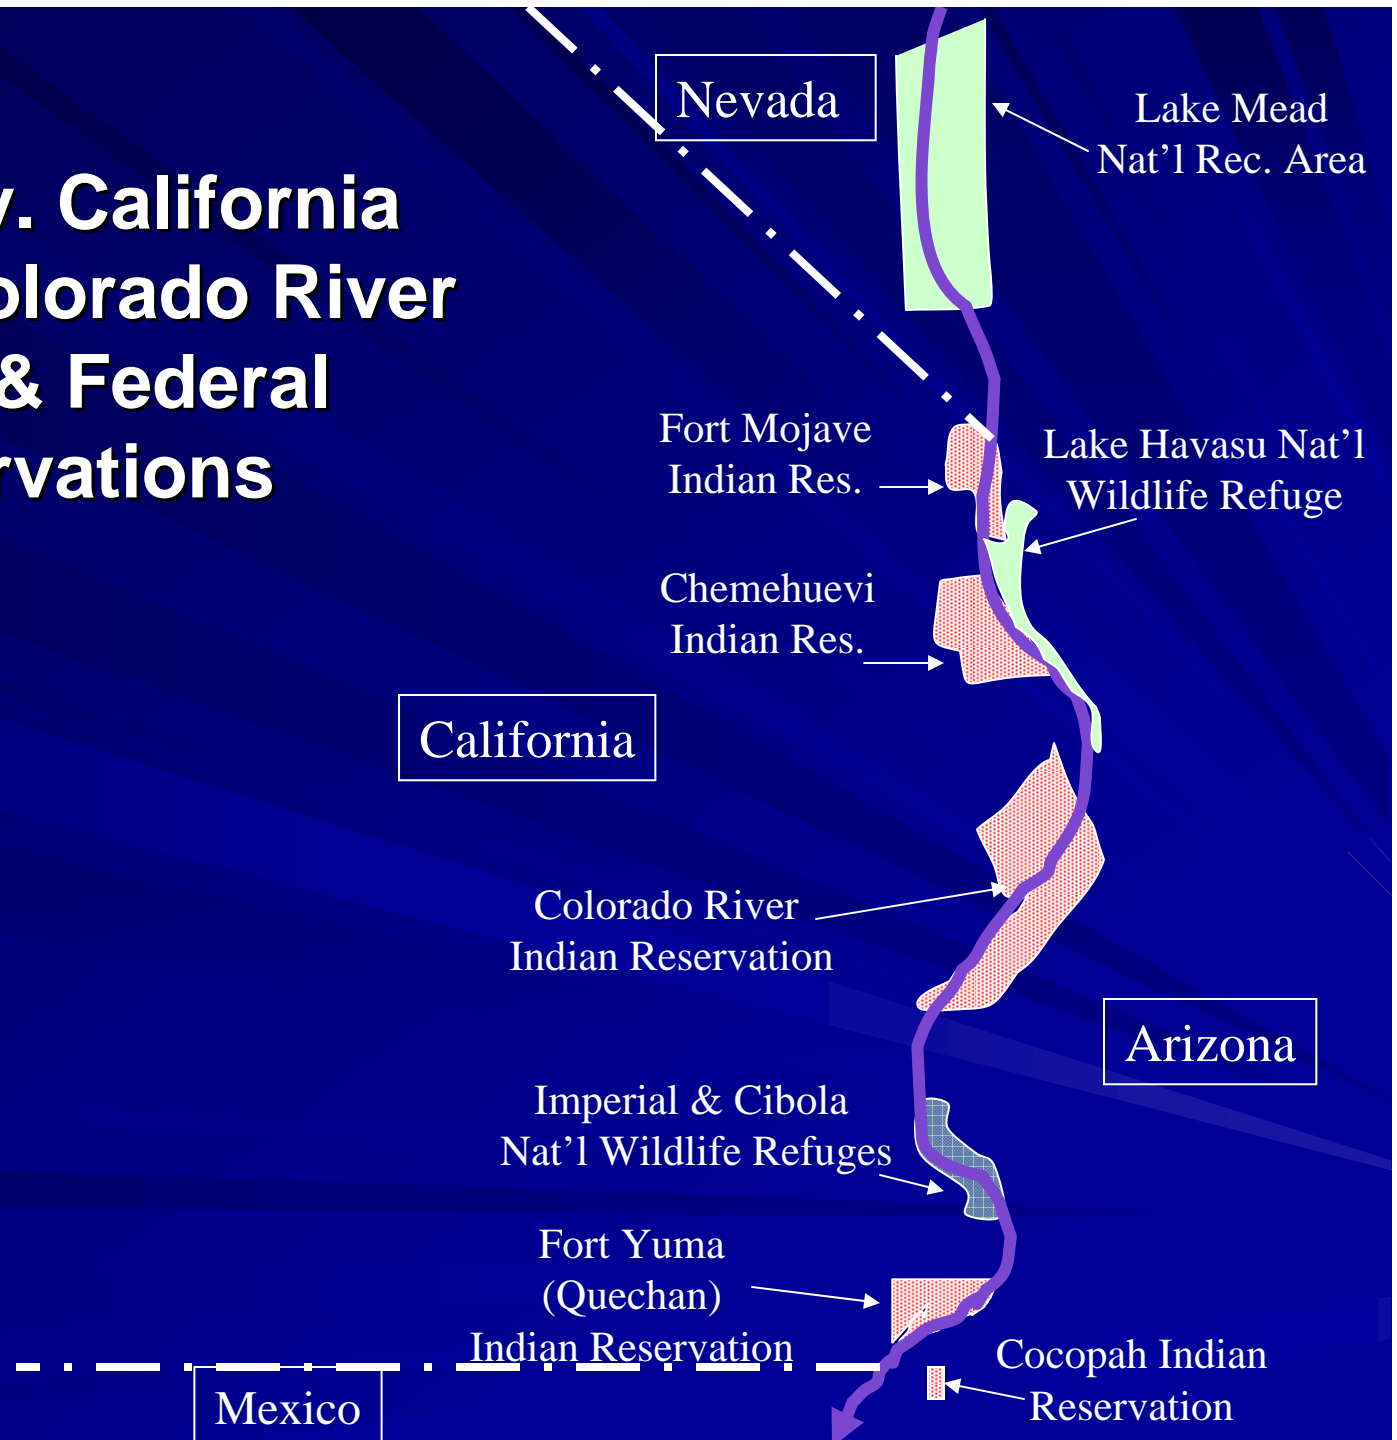 v. California
olorado River
& Federal
rvations
Nevada
Lake Mead
Nat’l Rec. Area
Fort Mojave
Indian Res.
Lake Havasu Nat’l
Wildlife Refuge
Chemehuevi
Indian Res.
California
Colorado River
Indian Reservation
Arizona
Imperial & Cibola
Nat’l Wildlife Refuges
Fort Yuma
(Quechan)
Indian Reservation
Cocopah Indian
Reservation
Mexico